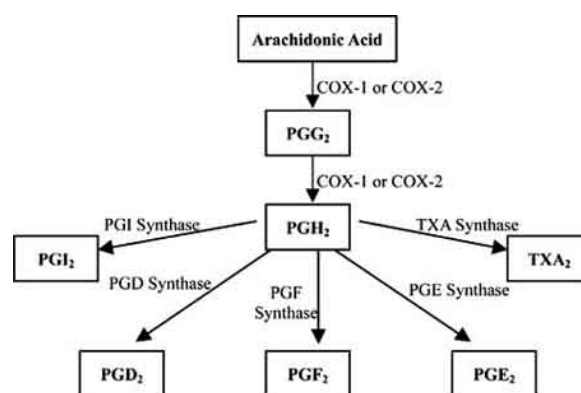 Arachidonic Acid
COX-1 or COX-2
PGG₂
COX-1 or COX-2
PGH₂
PGI Synthase
TXA Synthase
PGI₂
TXA₂
PGD Synthase
PGF
Synthase
PGE Synthase
PGD₂
PGF₂
PGE₂